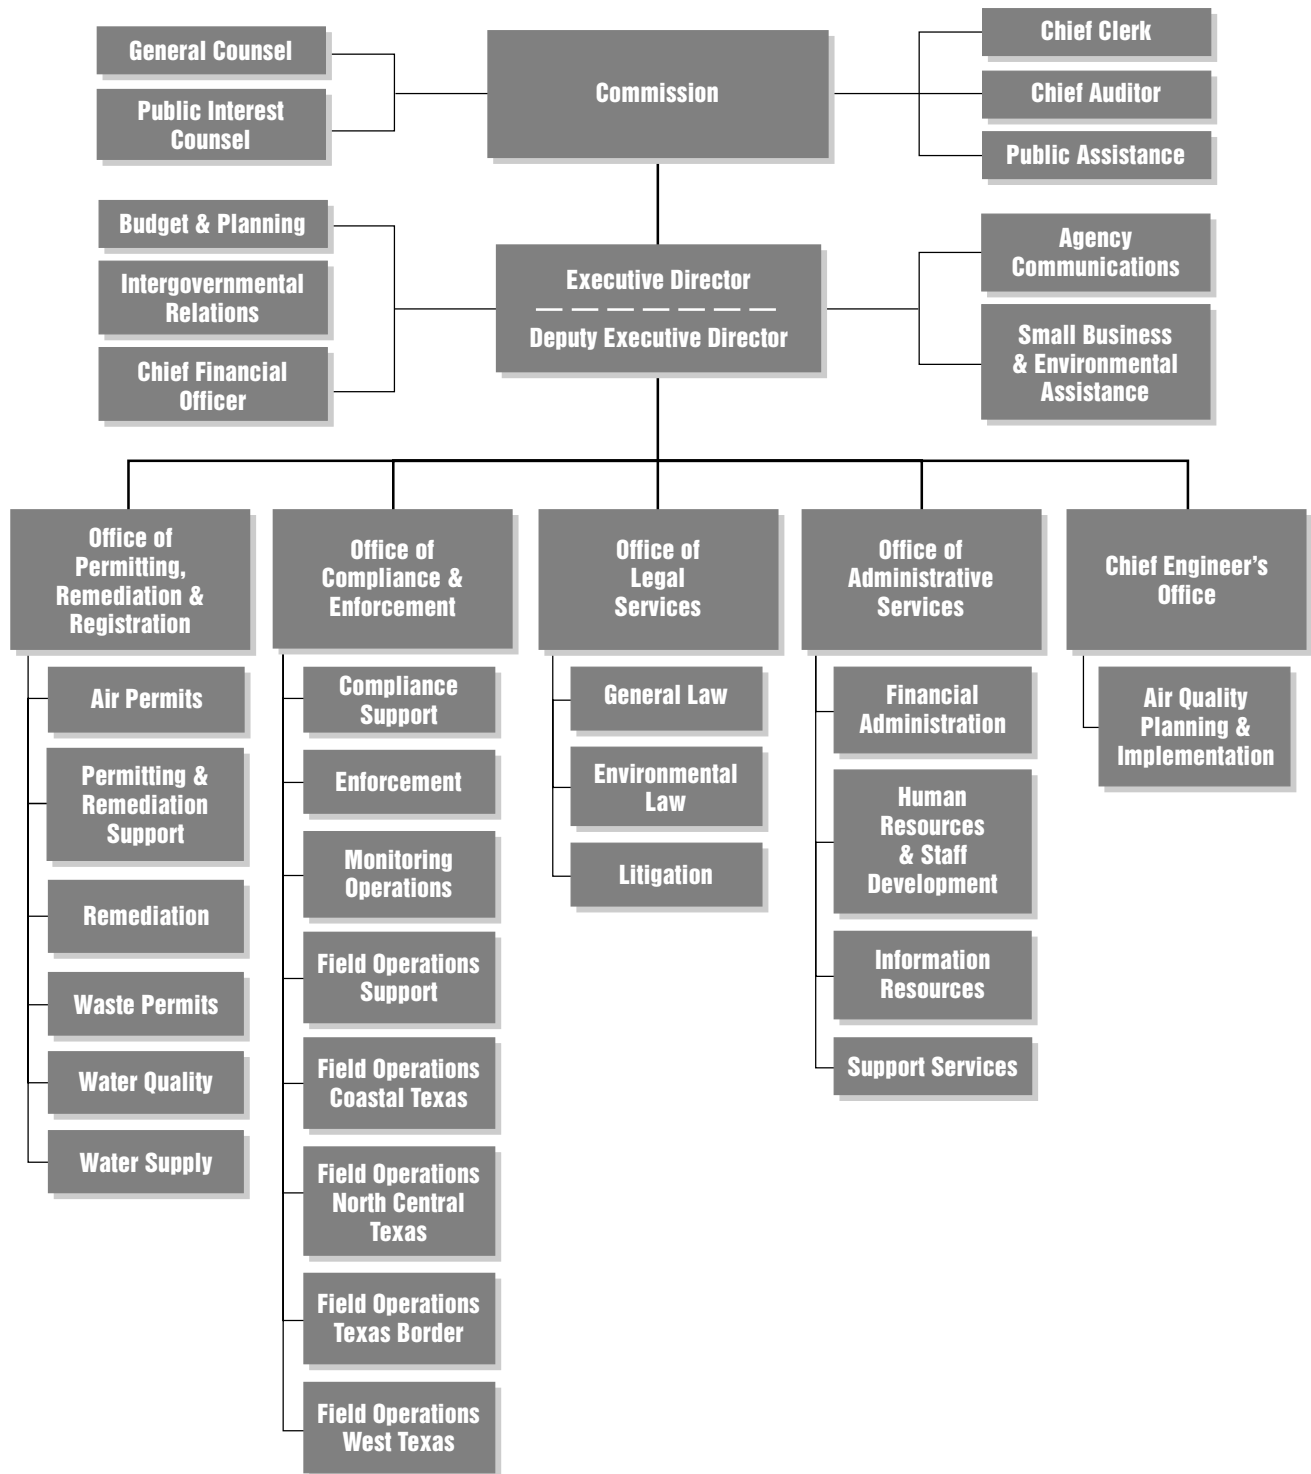 General Counsel
Public Interest
Counsel
Commission
Chief Clerk
Chief Auditor
Public Assistance
Budget & Planning
Intergovernmental
Relations
Chief Financial
Officer
Executive Director
Deputy Executive Director
Agency
Communications
Small Business
& Environmental
Assistance
Office of
Permitting,
Remediation &
Registration
Air Permits
Permitting &
Remediation
Support
Remediation
Waste Permits
Water Quality
Water Supply
Office of
Compliance &
Enforcement
Compliance
Support
Enforcement
Monitoring
Operations
Field Operations
Support
Field Operations
Coastal Texas
Field Operations
North Central
Texas
Field Operations
Texas Border
Field Operations
West Texas
Office of
Legal
Services
General Law
Environmental
Law
Litigation
Office of
Administrative
Services
Financial
Administration
Human
Resources
& Staff
Development
Information
Resources
Support Services
Chief Engineer’s
Office
Air Quality
Planning &
Implementation